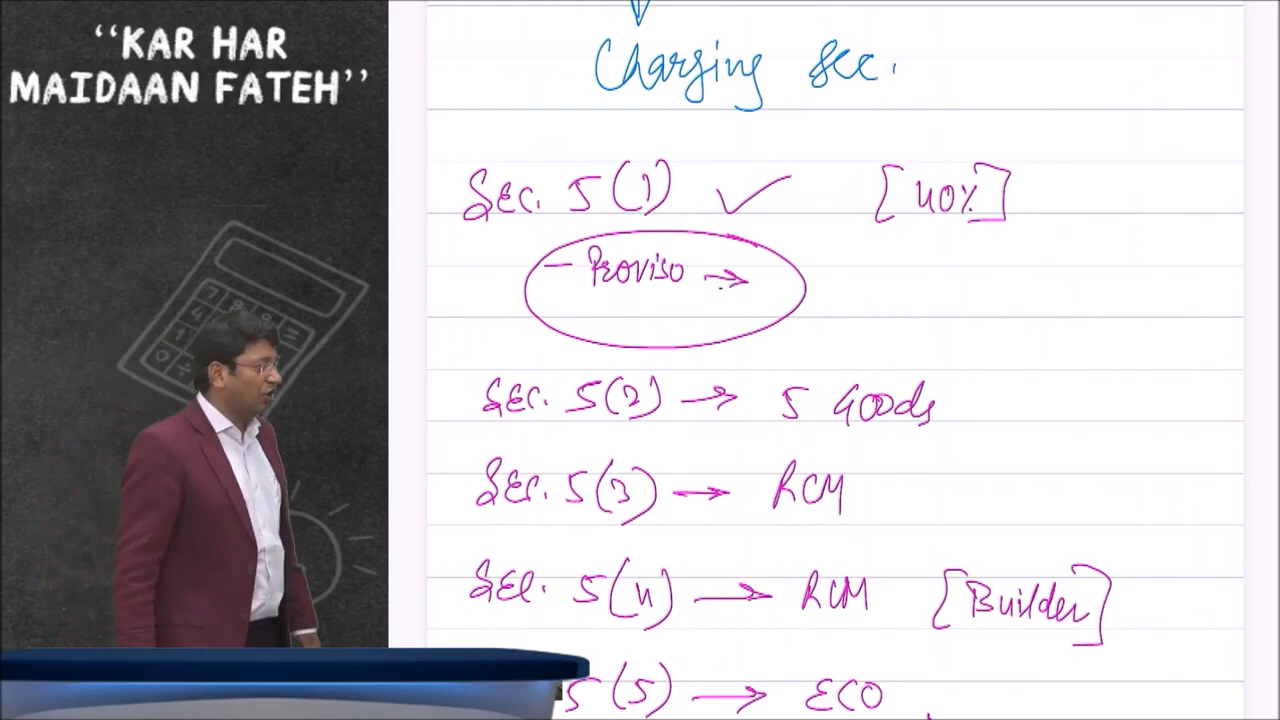 “KAR HAR
MAIDAAN FATEH”
Charging Sec.
Sec. 5(1) ✓ [40%]
- Proviso →
Sec. 5(2) → 5 Goods
Sec. 5(3) → RCM
Sec. 5(4) → RCM [Builder]
5(5) → ECO